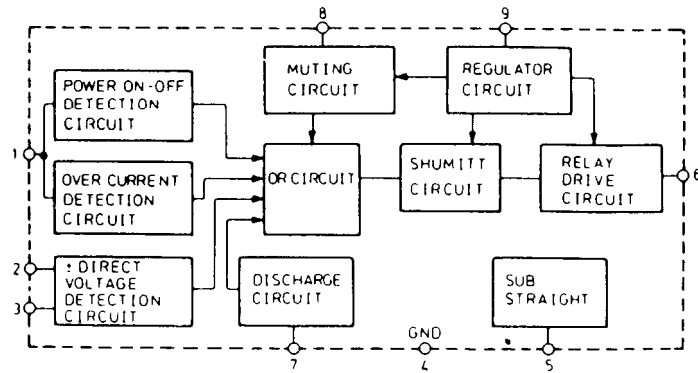 8
9
POWER ON-OFF
DETECTION
CIRCUIT
MUTING
CIRCUIT
REGULATOR
CIRCUIT
1
OVER CURRENT
DETECTION
CIRCUIT
OR CIRCUIT
SHUMITT
CIRCUIT
RELAY
DRIVE
CIRCUIT
6
2
3
: DIRECT
VOLTAGE
DETECTION
CIRCUIT
DISCHARGE
CIRCUIT
SUB
STRAIGHT
GND
7
4
5